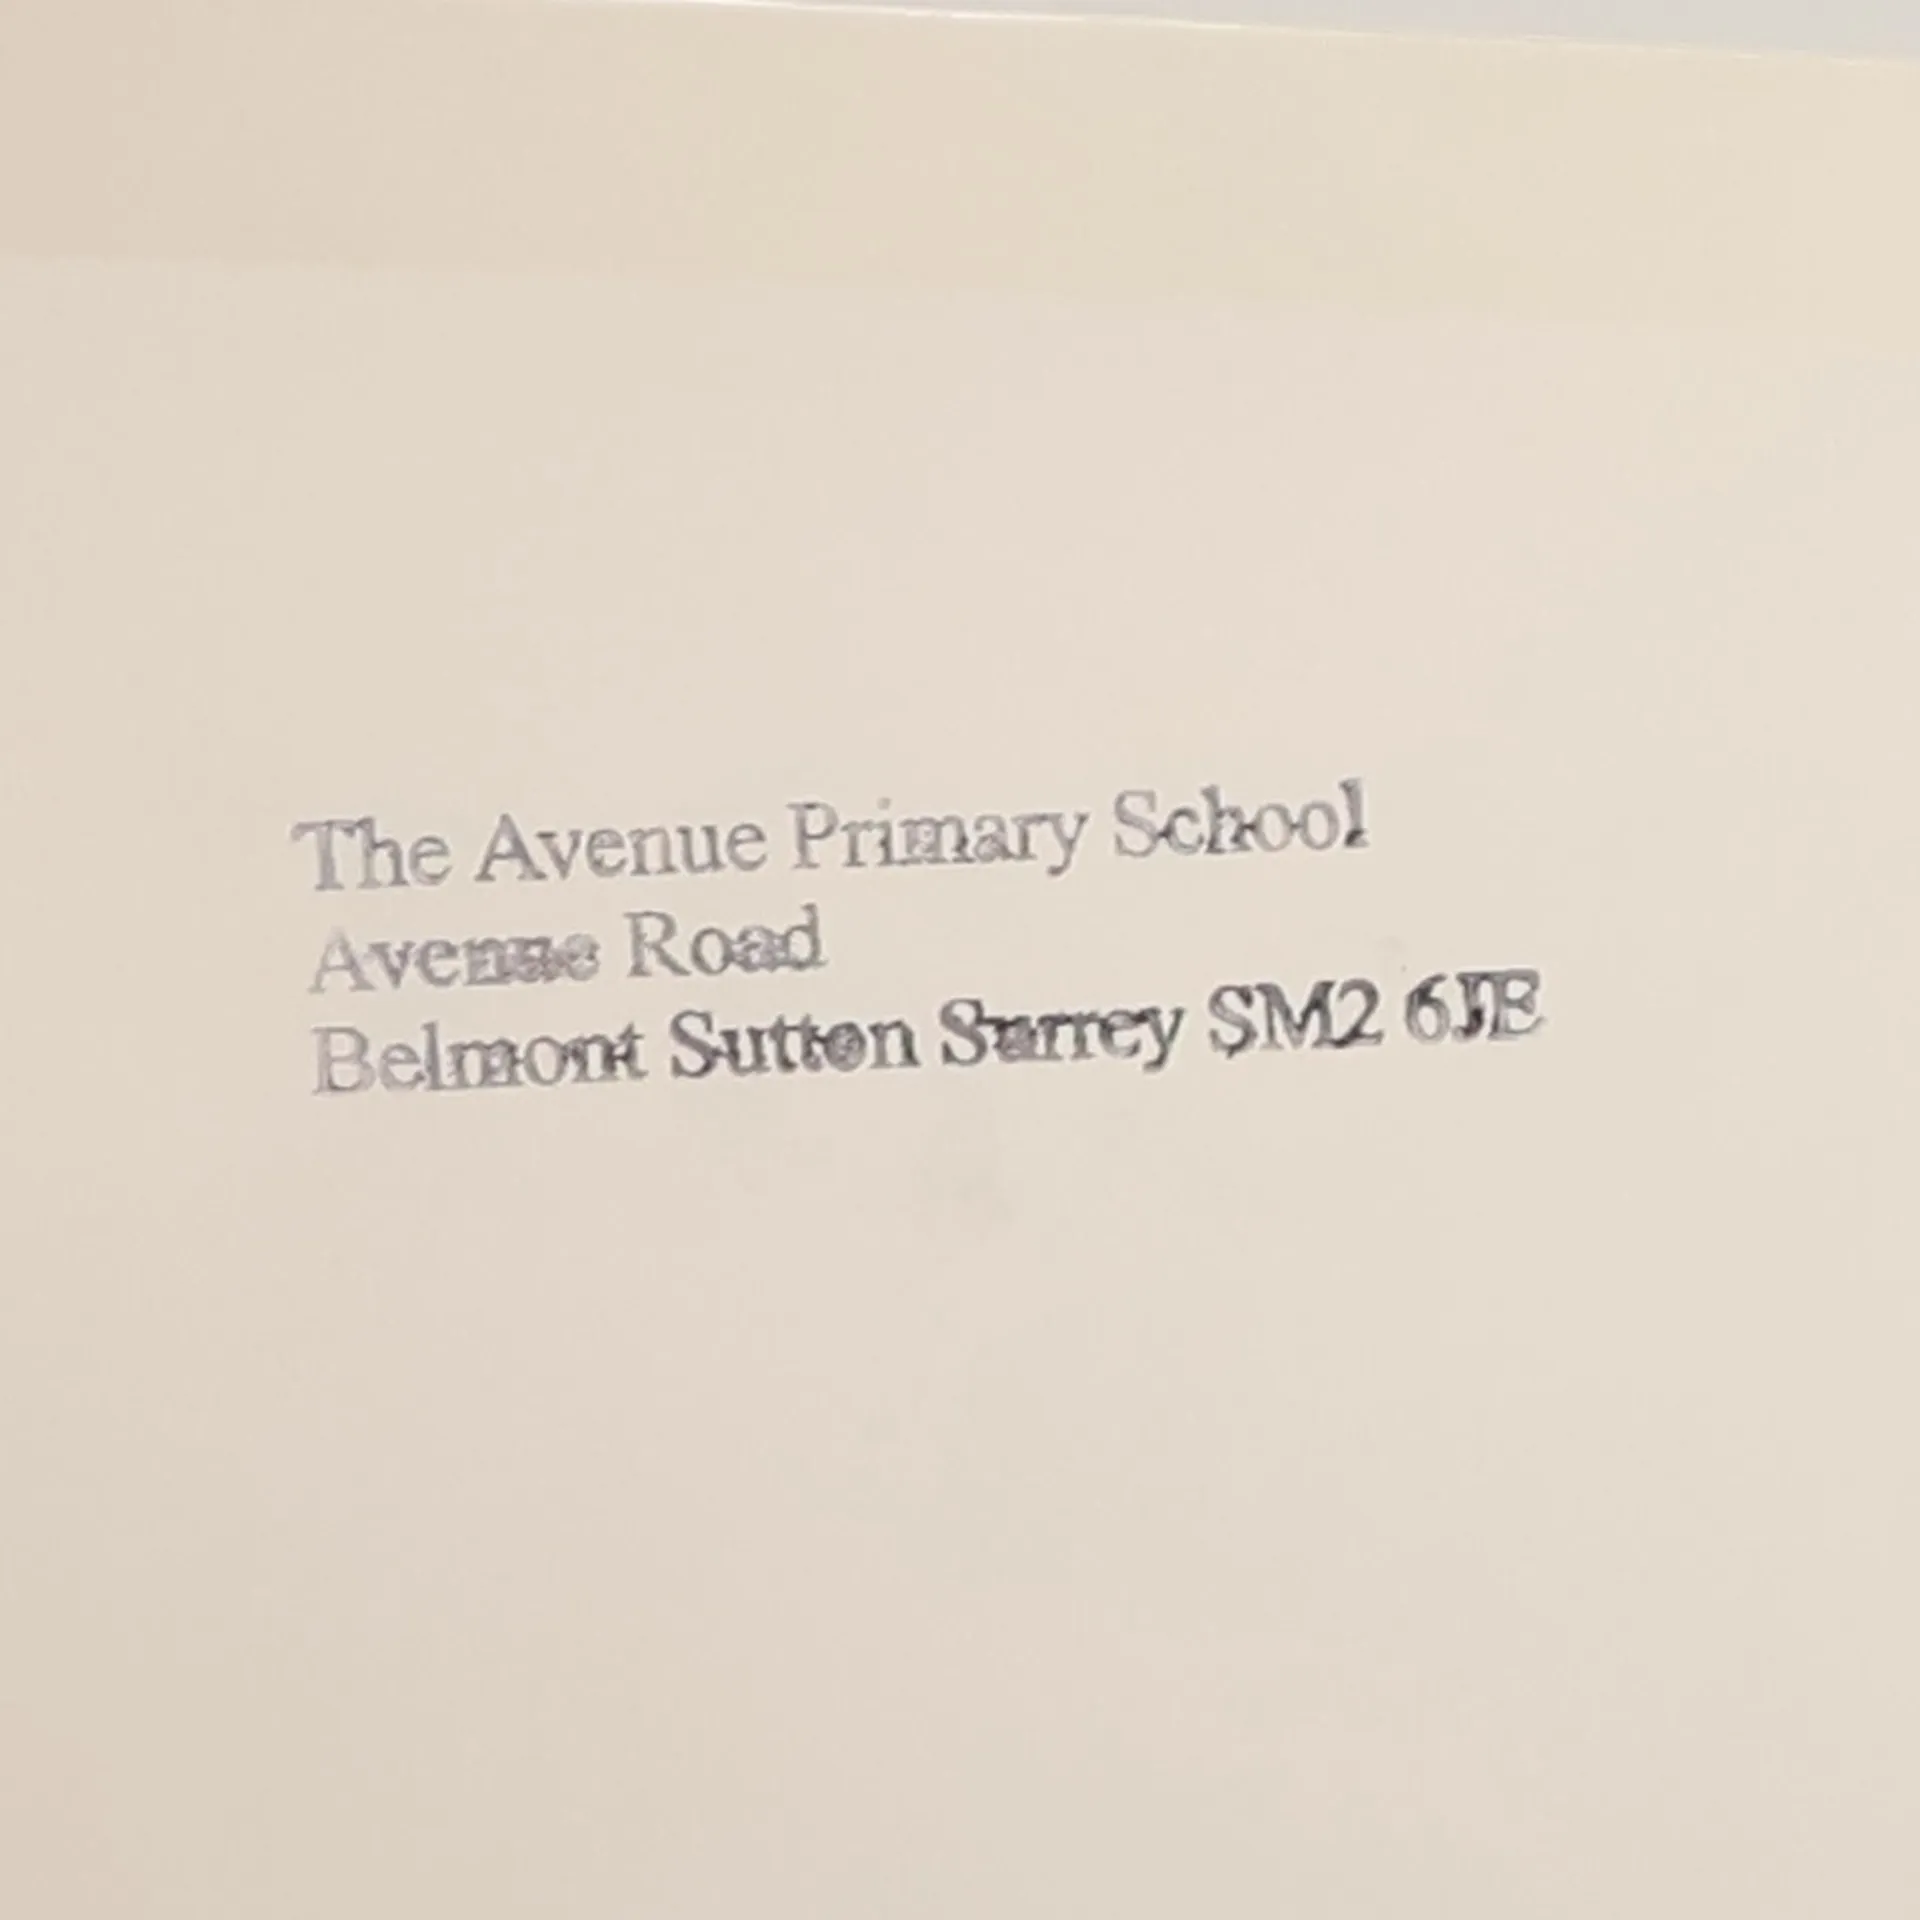 The Avenue Primary School
Avenue Road
Belmont Sutton Surrey SM2 6JE